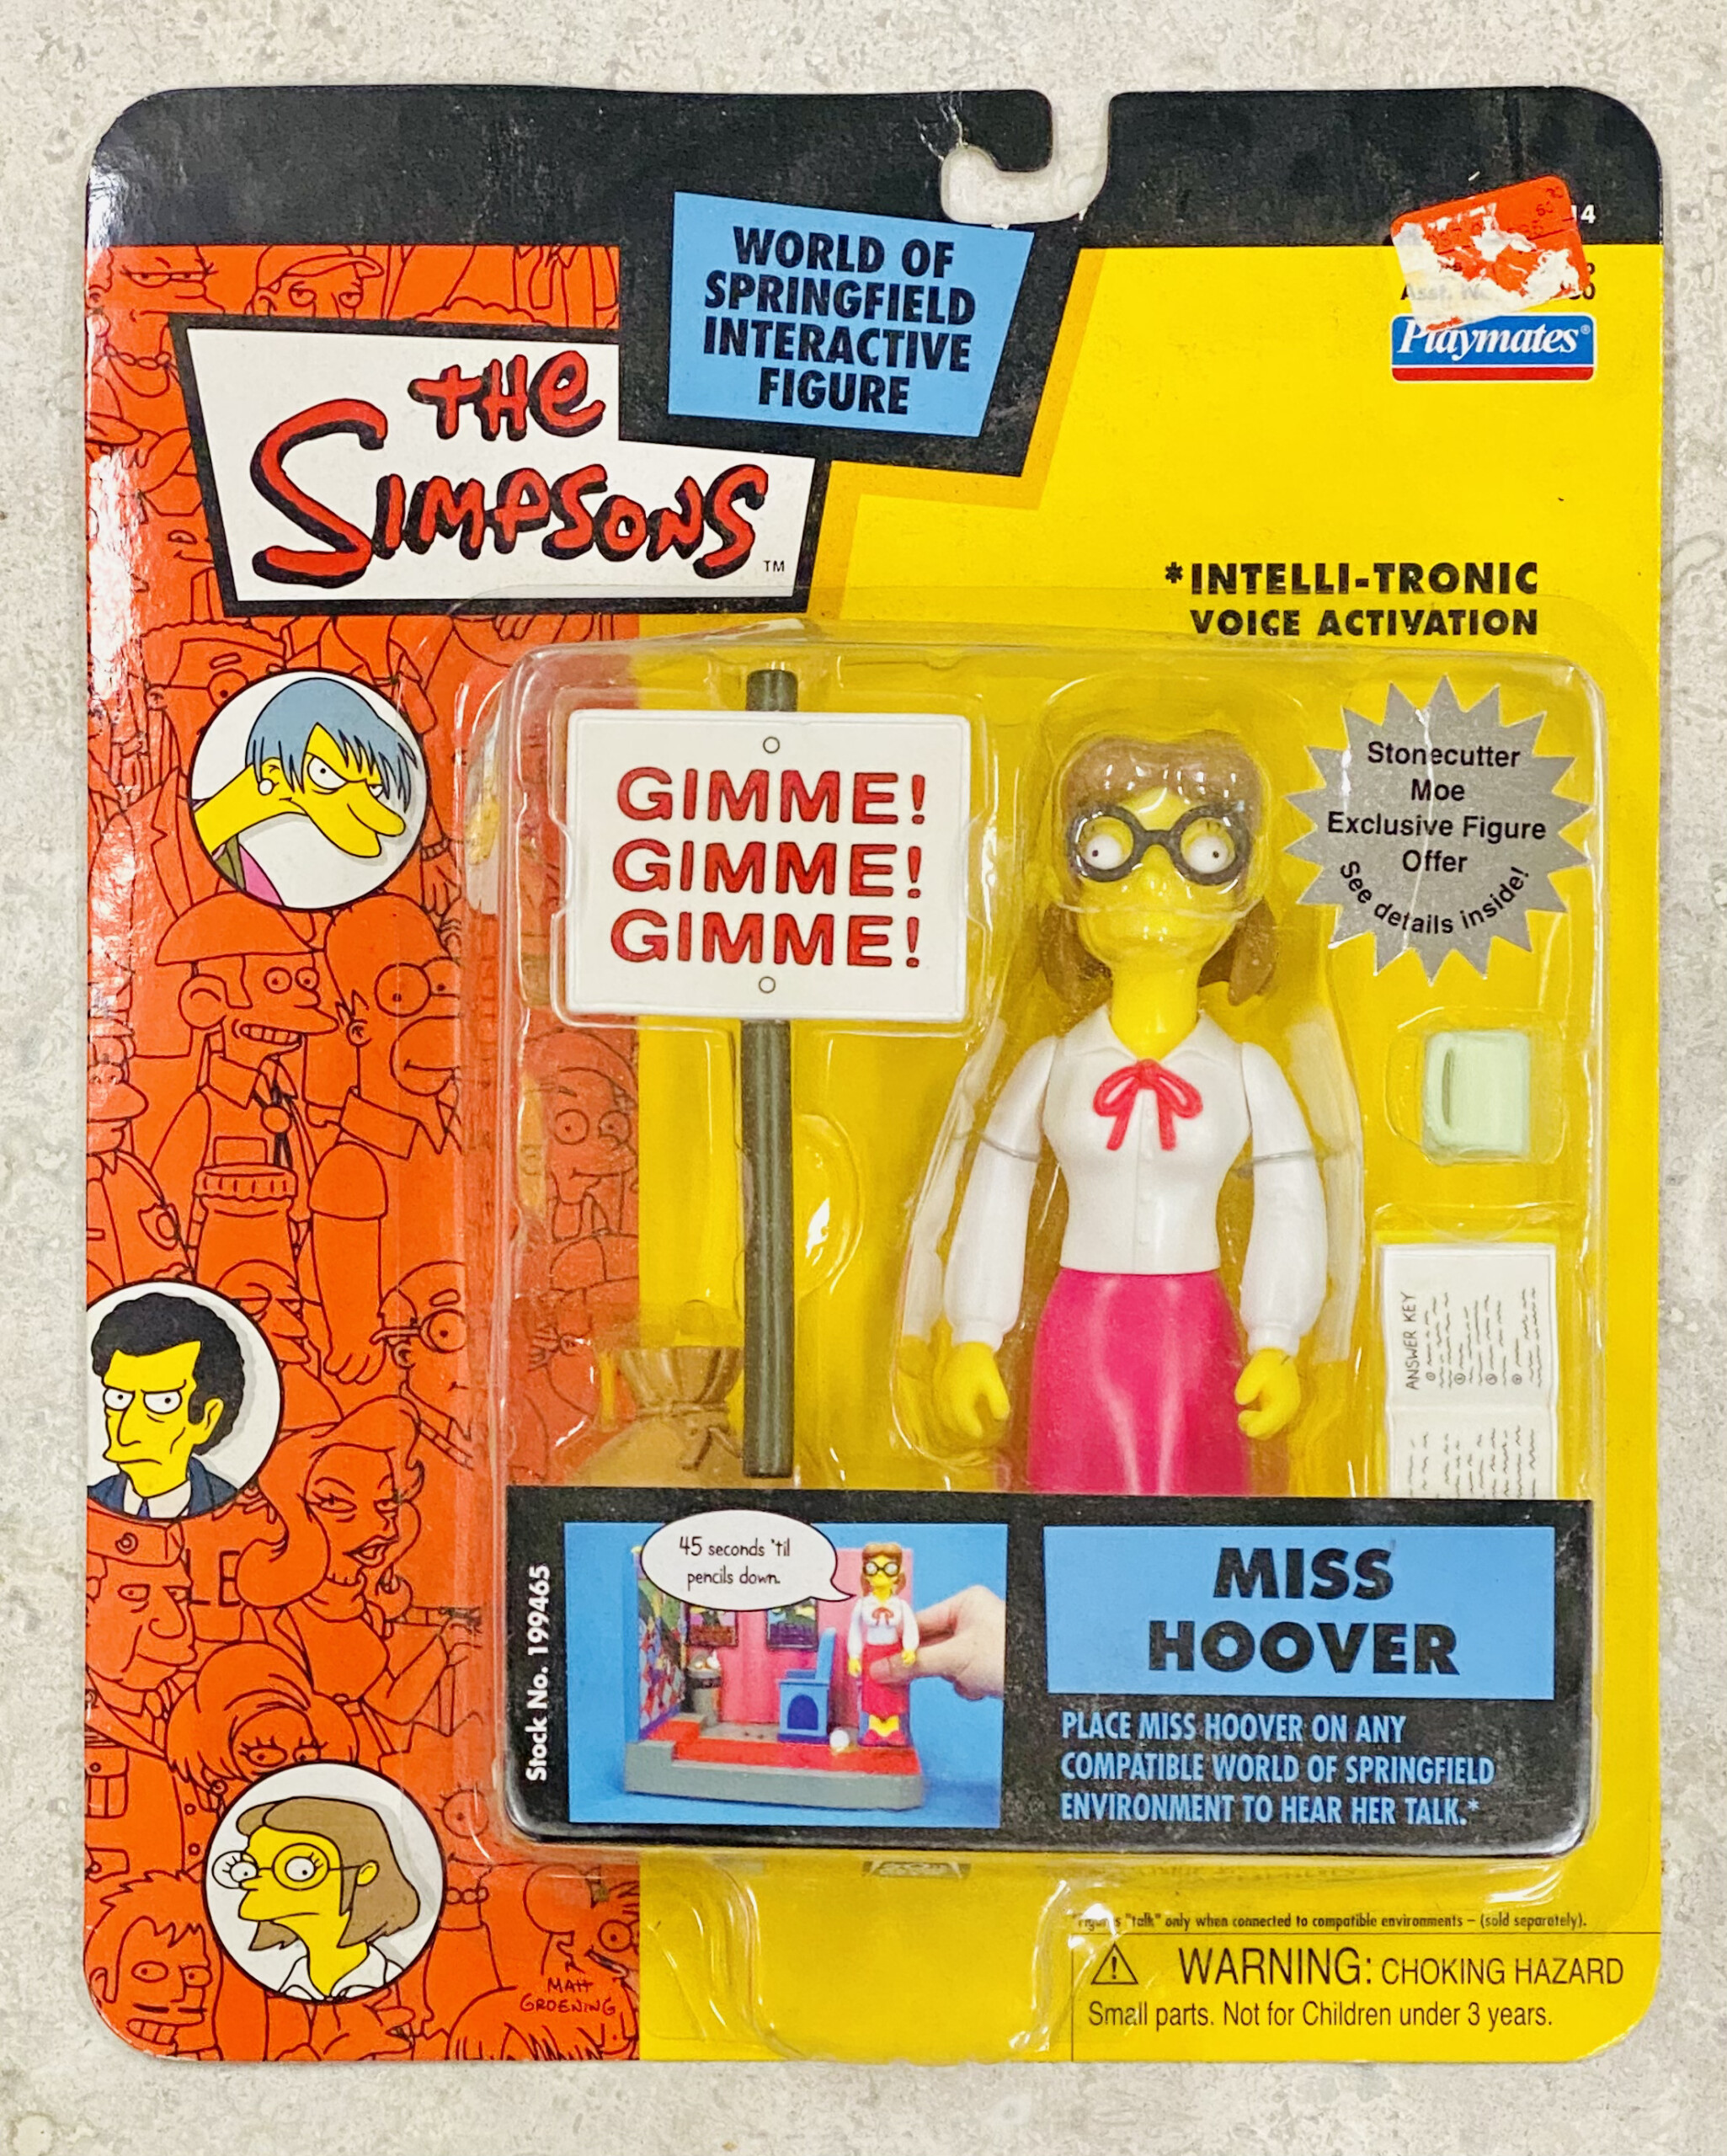 WORLD OF
SPRINGFIELD
INTERACTIVE
FIGURE
THE
SIMPSONS
TM
14
Playmates®
*INTELLI-TRONIC
VOICE ACTIVATION
GIMME!
GIMME!
GIMME!
Stonecutter
Moe
Exclusive Figure
Offer
See details inside!
ANSWER KEY
45 seconds 'til
pencils down.
Stock No. 199465
MISS
HOOVER
PLACE MISS HOOVER ON ANY
COMPATIBLE WORLD OF SPRINGFIELD
ENVIRONMENT TO HEAR HER TALK.*
"talk" only when connected to compatible environments – (sold separately).
WARNING: CHOKING HAZARD
Small parts. Not for Children under 3 years.
MATT
GROENING